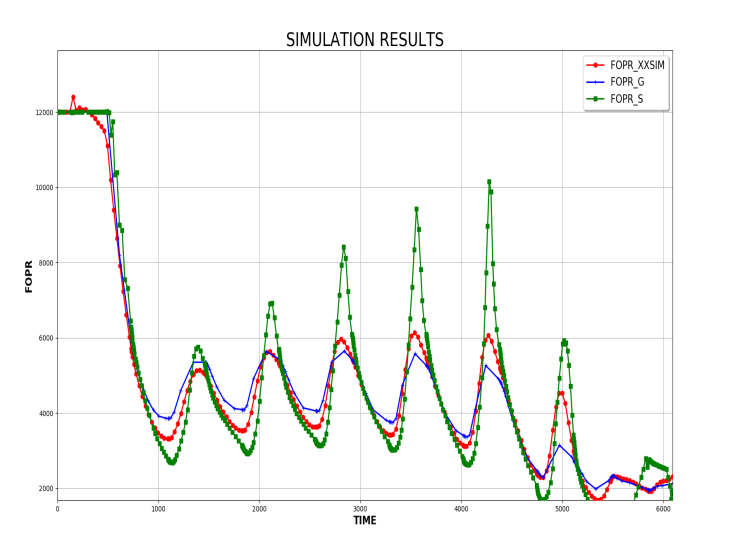 SIMULATION RESULTS
FOPR_XXSIM
FOPR_G
FOPR_S
12000
10000
8000
6000
4000
2000
FOPR
0 1000 2000 3000 4000 5000 6000
TIME